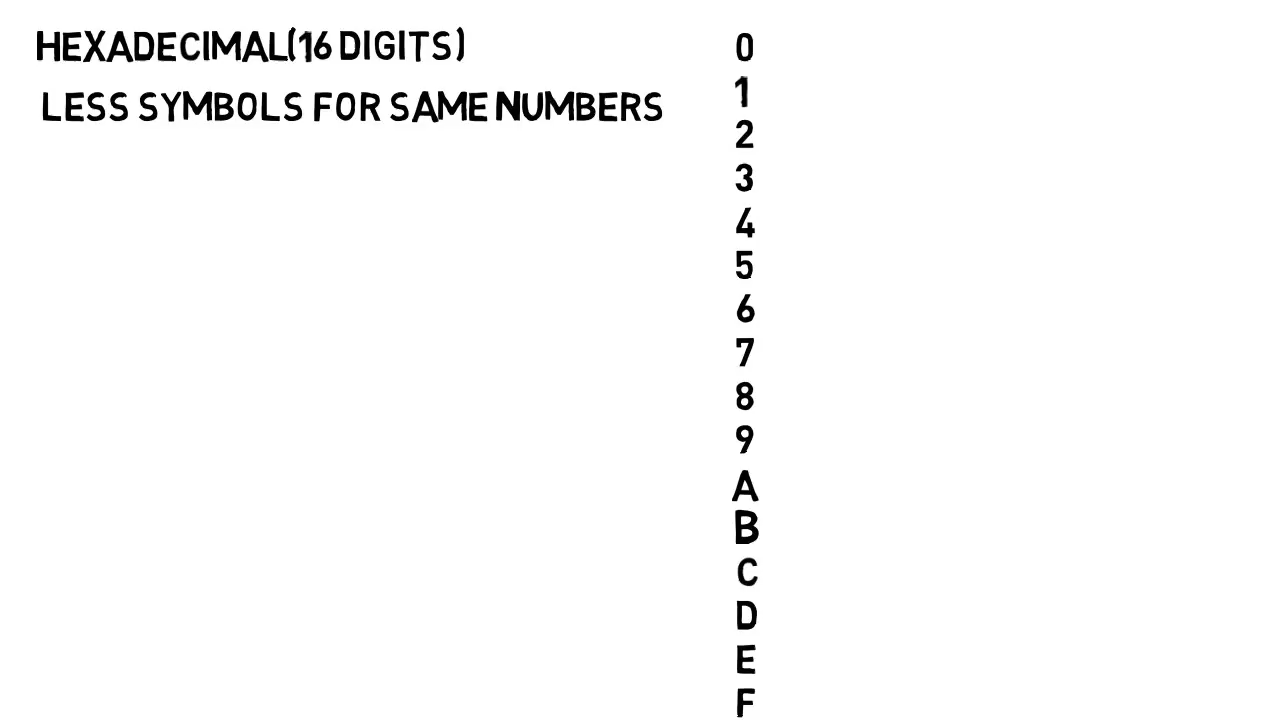 HEXADECIMAL(16 DIGITS)
LESS SYMBOLS FOR SAME NUMBERS
0
1
2
3
4
5
6
7
8
9
A
B
C
D
E
F